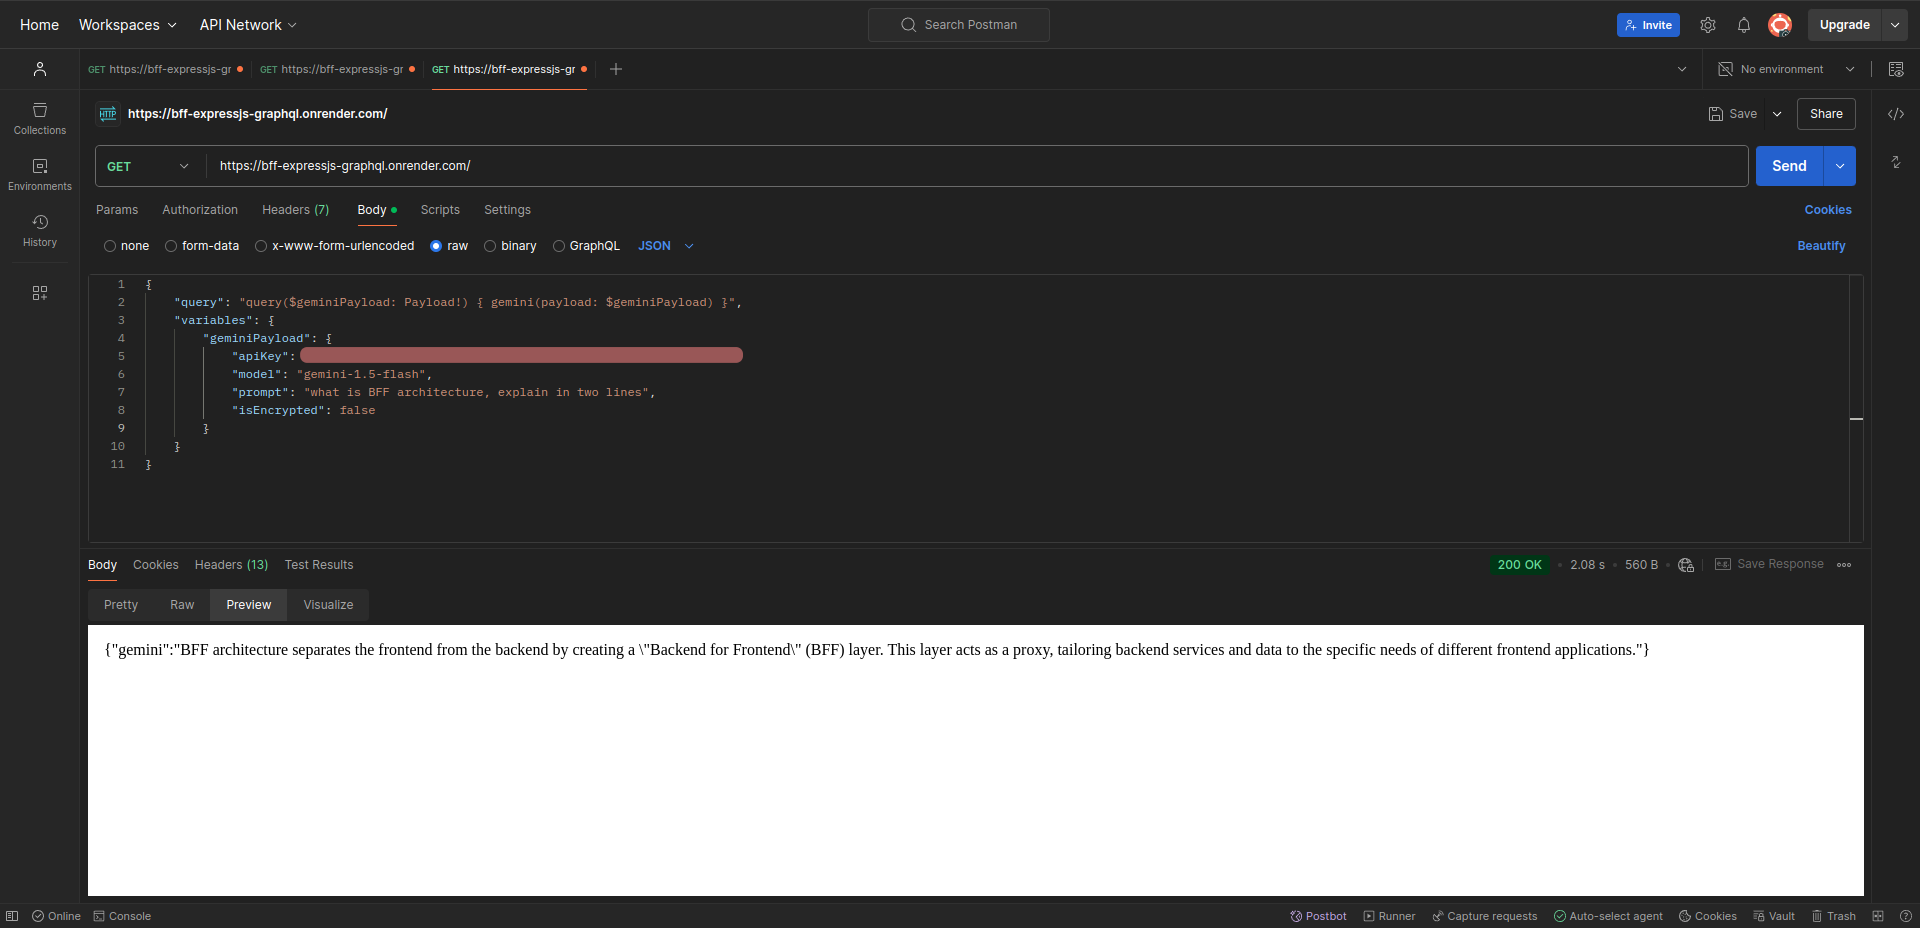 Home Workspaces API Network Search Postman Invite Upgrade
GET https://bff-expressjs-gr GET https://bff-expressjs-gr GET https://bff-expressjs-gr No environment
HTTP https://bff-expressjs-graphql.onrender.com/ Save Share
GET https://bff-expressjs-graphql.onrender.com/ Send
Params Authorization Headers (7) Body Scripts Settings Cookies
none form-data x-www-form-urlencoded raw binary GraphQL JSON Beautify
Collections
Environments
History
1 {
2 "query": "query($geminiPayload: Payload!) { gemini(payload: $geminiPayload) }",
3 "variables": {
4 "geminiPayload": {
5 "apiKey":
6 "model": "gemini-1.5-flash",
7 "prompt": "what is BFF architecture, explain in two lines",
8 "isEncrypted": false
9 }
10 }
11 }
Body Cookies Headers (13) Test Results 200 OK 2.08 s 560 B e.g. Save Response
Pretty Raw Preview Visualize
{"gemini":"BFF architecture separates the frontend from the backend by creating a \"Backend for Frontend\" (BFF) layer. This layer acts as a proxy, tailoring backend services and data to the specific needs of different frontend applications."}
Online Console Postbot Runner Capture requests Auto-select agent Cookies Vault Trash